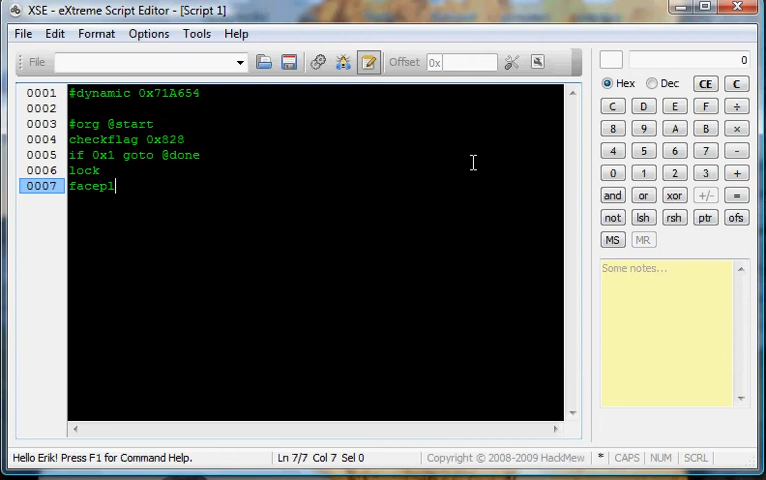 XSE - eXtreme Script Editor - [Script 1]
File Edit Format Options Tools Help
File Offset 0x
0001 #dynamic 0x71A654
0002
0003 #org @start
0004 checkflag 0x828
0005 if 0x1 goto @done
0006 lock
0007 facepl
0
Hex Dec CE C
C D E F ÷
8 9 A B ×
4 5 6 7 -
0 1 2 3 +
and or xor +/- =
not lsh rsh ptr ofs
MS MR
Some notes...
Hello Erik! Press F1 for Command Help. Ln 7/7 Col 7 Sel 0 Copyright © 2008-2009 HackMew * CAPS NUM SCRL